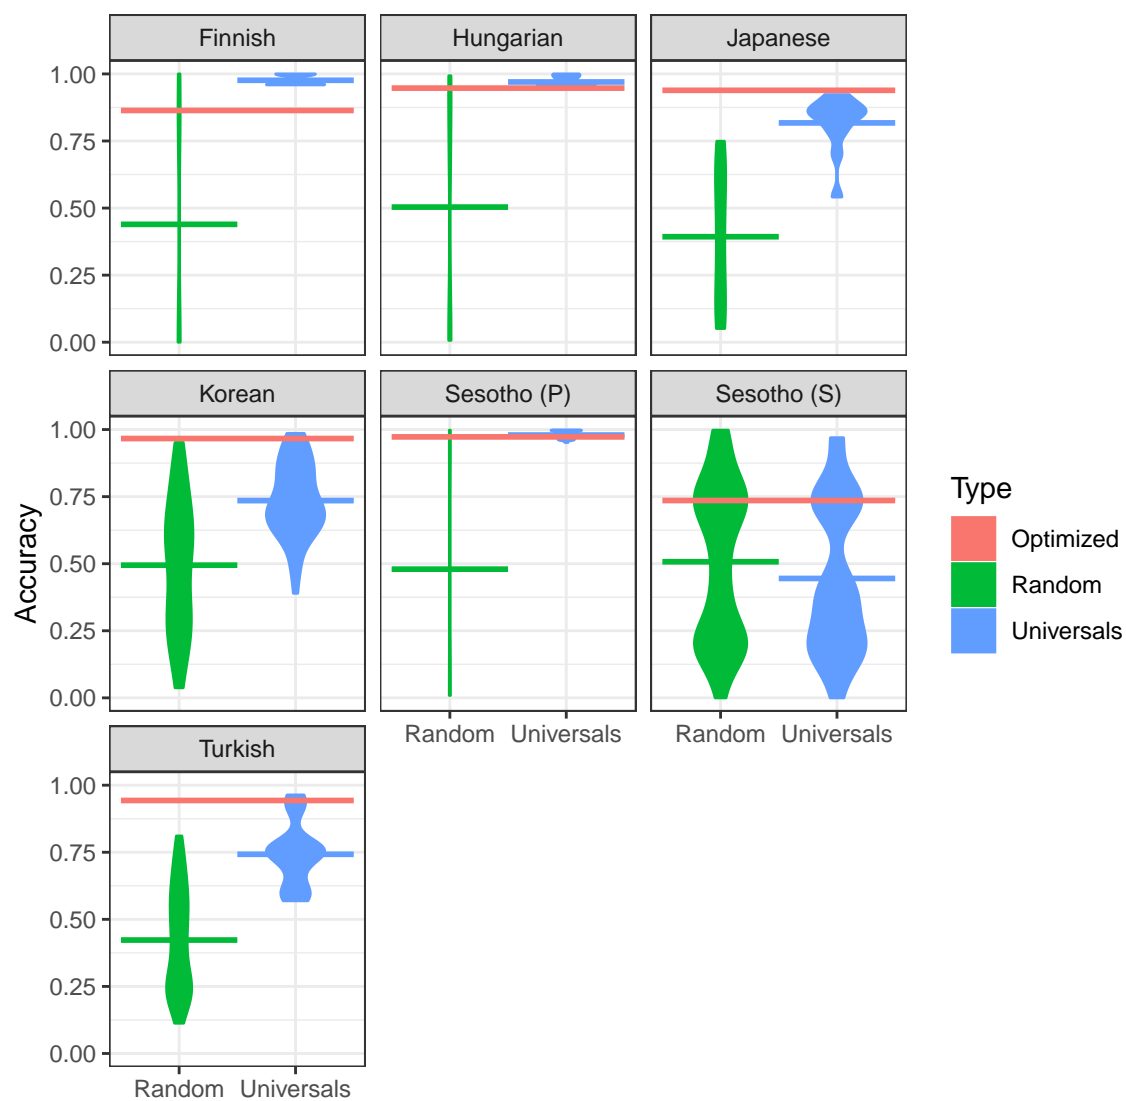 Finnish
Hungarian
Japanese
1.00
0.75
0.50
0.25
0.00
Korean
Sesotho (P)
Sesotho (S)
1.00
0.75
0.50
0.25
0.00
Accuracy
Random Universals
Random Universals
Turkish
1.00
0.75
0.50
0.25
0.00
Random Universals
Type
Optimized
Random
Universals